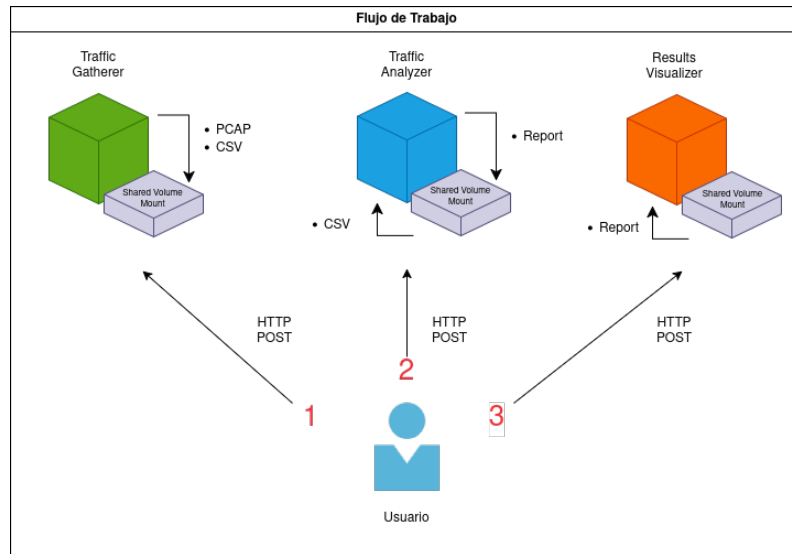 Flujo de Trabajo
Traffic
Gatherer
Traffic
Analyzer
Results
Visualizer
• PCAP
• CSV
Shared Volume
Mount
• Report
Shared Volume
Mount
• CSV
Shared Volume
Mount
• Report
HTTP
POST
HTTP
POST
HTTP
POST
1
2
3
Usuario